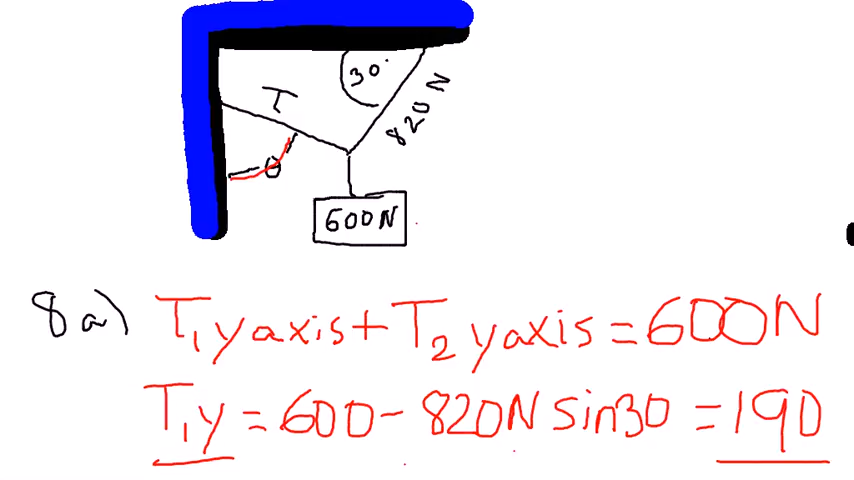 30°
T
820 N
θ
600N
8a) T₁ y axis + T₂ y axis = 600N
T₁y = 600 - 820N sin30 = 190